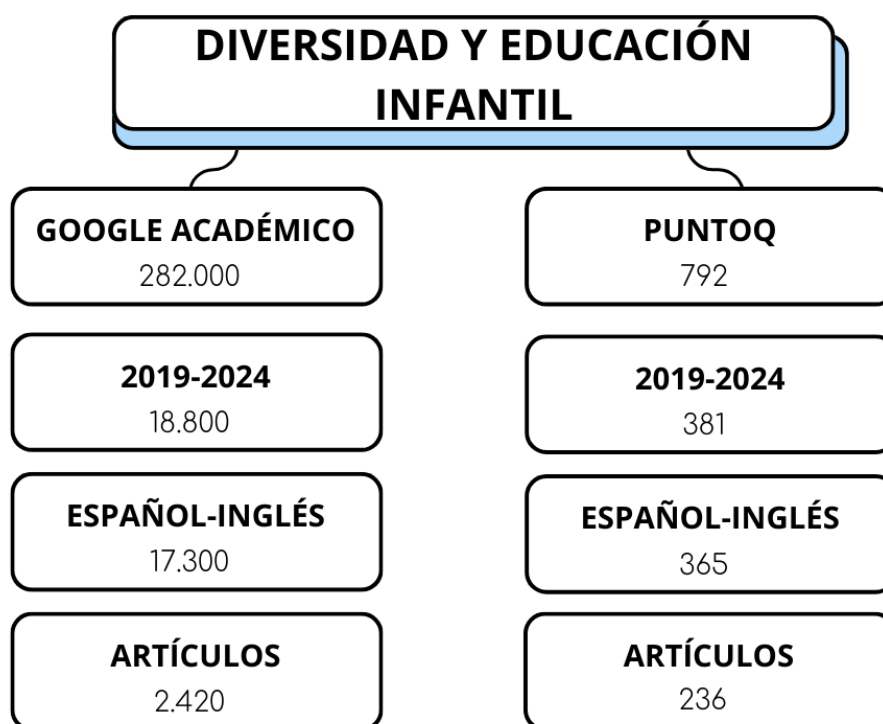 DIVERSIDAD Y EDUCACIÓN
INFANTIL
GOOGLE ACADÉMICO
282.000
2019-2024
18.800
ESPAÑOL-INGLÉS
17.300
ARTÍCULOS
2.420
PUNTOQ
792
2019-2024
381
ESPAÑOL-INGLÉS
365
ARTÍCULOS
236